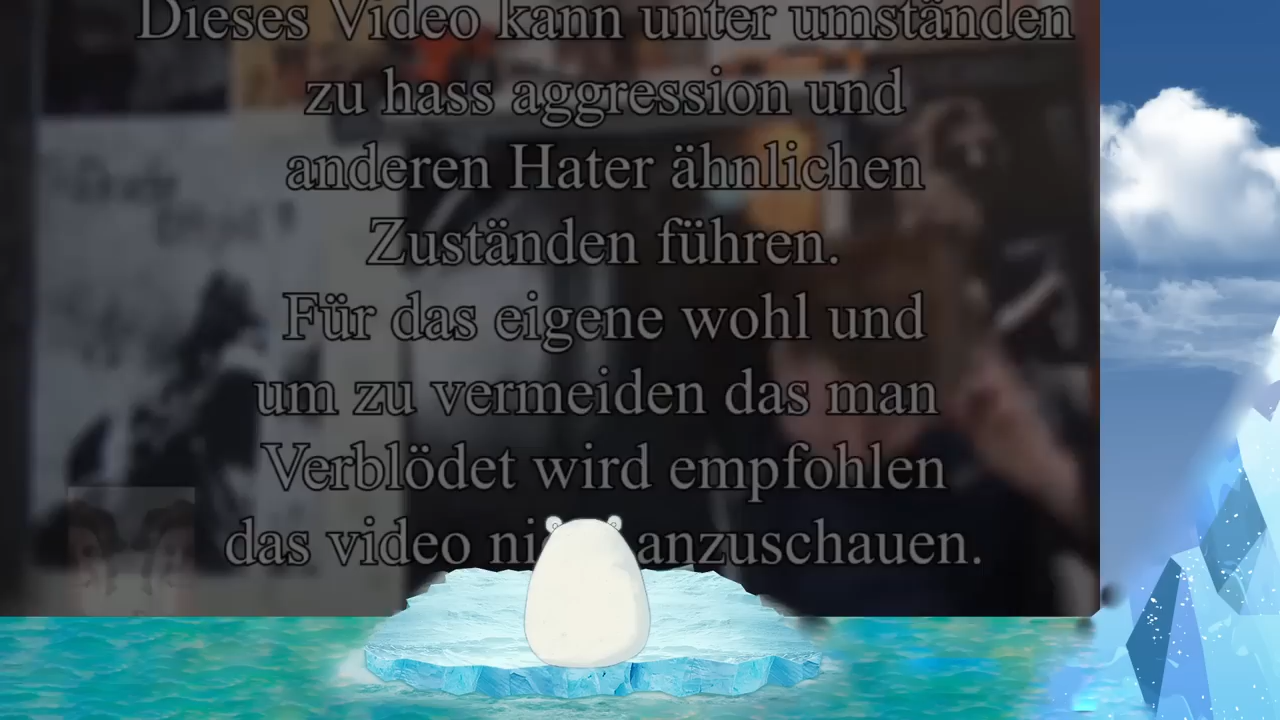 Dieses Video kann unter umständen
zu hass aggression und
anderen Hater ähnlichen
Zuständen führen.
Für das eigene wohl und
um zu vermeiden das man
Verblödet wird empfohlen
das video ni anzuschauen.